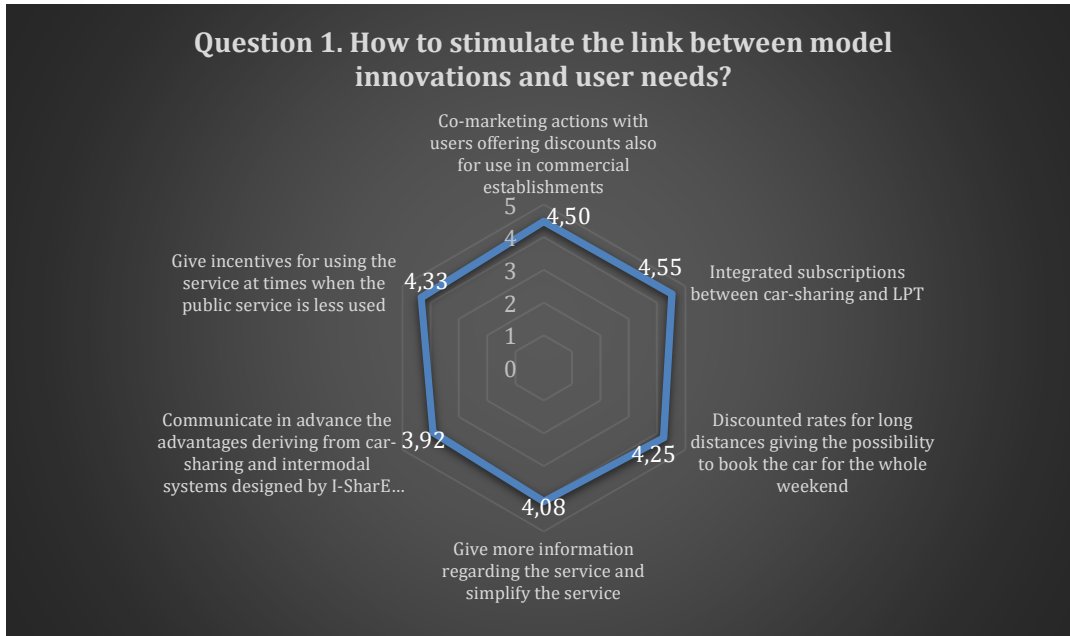 Question 1. How to stimulate the link between model
innovations and user needs?
Co-marketing actions with
users offering discounts also
for use in commercial
establishments
5
4,50
4
3
2
1
0
4,55
Integrated subscriptions
between car-sharing and LPT
4,25
Discounted rates for long
distances giving the possibility
to book the car for the whole
weekend
4,08
Give more information
regarding the service and
simplify the service
3,92
Communicate in advance the
advantages deriving from car-
sharing and intermodal
systems designed by I-SharE…
4,33
Give incentives for using the
service at times when the
public service is less used